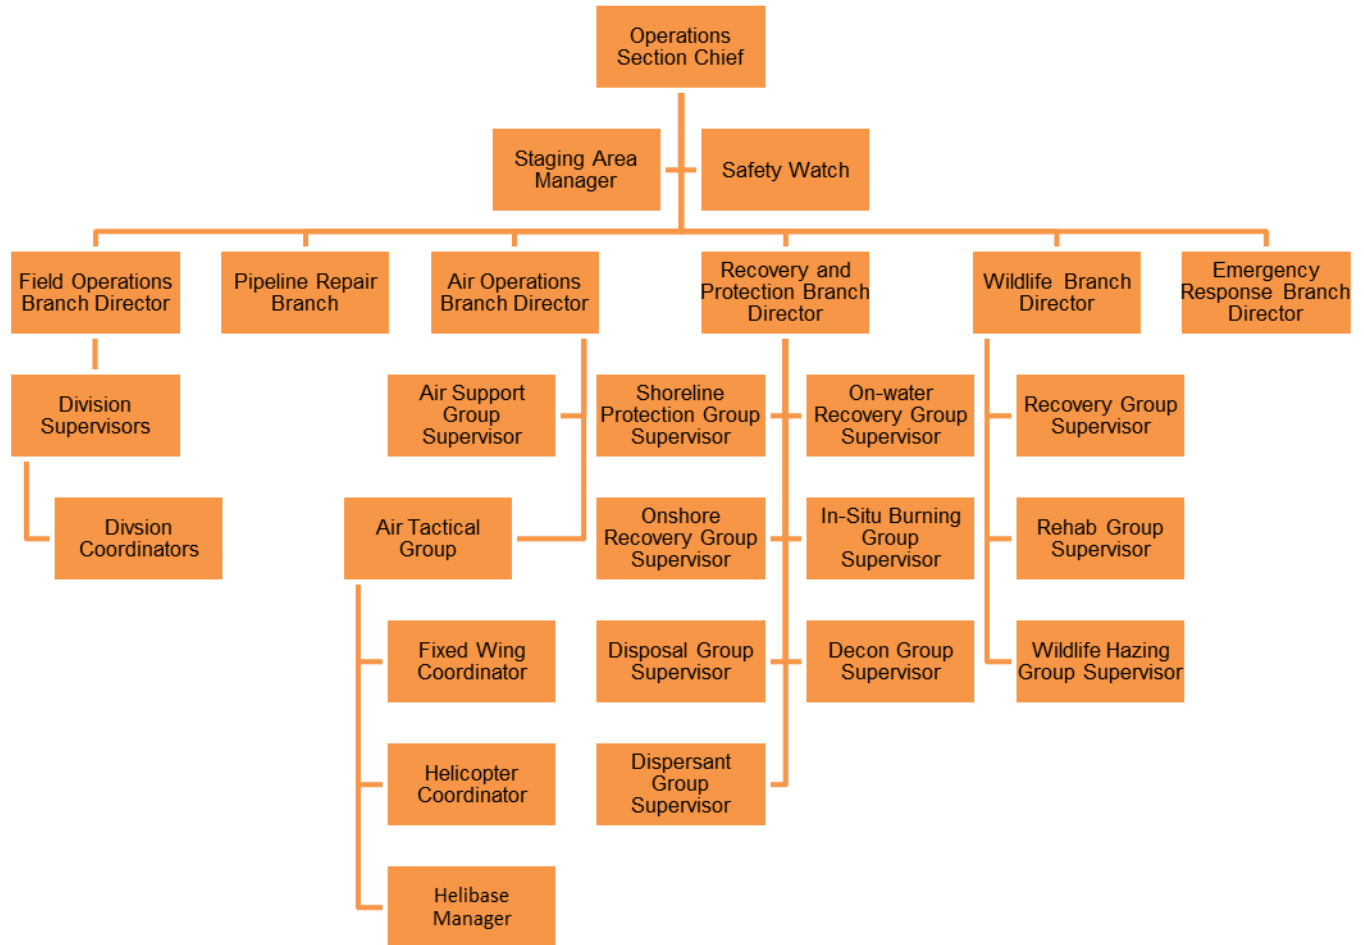 Operations
Section Chief
Staging Area
Manager
Safety Watch
Field Operations
Branch Director
Pipeline Repair
Branch
Air Operations
Branch Director
Recovery and
Protection Branch
Director
Wildlife Branch
Director
Emergency
Response Branch
Director
Division
Supervisors
Air Support
Group
Supervisor
Shoreline
Protection Group
Supervisor
On-water
Recovery Group
Supervisor
Recovery Group
Supervisor
Divsion
Coordinators
Air Tactical
Group
Onshore
Recovery Group
Supervisor
In-Situ Burning
Group
Supervisor
Rehab Group
Supervisor
Fixed Wing
Coordinator
Disposal Group
Supervisor
Decon Group
Supervisor
Wildlife Hazing
Group Supervisor
Helicopter
Coordinator
Dispersant
Group
Supervisor
Helibase
Manager